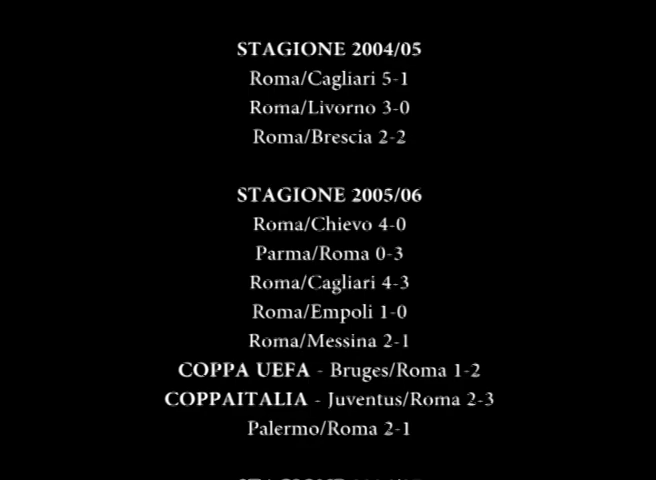 STAGIONE 2004/05
Roma/Cagliari 5-1
Roma/Livorno 3-0
Roma/Brescia 2-2
STAGIONE 2005/06
Roma/Chievo 4-0
Parma/Roma 0-3
Roma/Cagliari 4-3
Roma/Empoli 1-0
Roma/Messina 2-1
COPPA UEFA - Bruges/Roma 1-2
COPPAITALIA - Juventus/Roma 2-3
Palermo/Roma 2-1